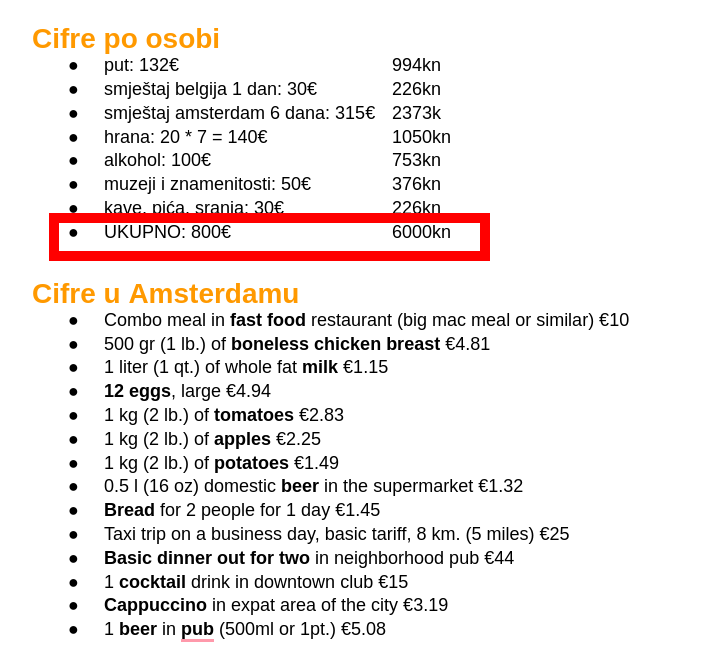 Cifre po osobi
● put: 132€ 994kn
● smještaj belgija 1 dan: 30€ 226kn
● smještaj amsterdam 6 dana: 315€ 2373k
● hrana: 20 * 7 = 140€ 1050kn
● alkohol: 100€ 753kn
● muzeji i znamenitosti: 50€ 376kn
● kave, pića, sranja: 30€ 226kn
● UKUPNO: 800€ 6000kn
Cifre u Amsterdamu
● Combo meal in fast food restaurant (big mac meal or similar) €10
● 500 gr (1 lb.) of boneless chicken breast €4.81
● 1 liter (1 qt.) of whole fat milk €1.15
● 12 eggs, large €4.94
● 1 kg (2 lb.) of tomatoes €2.83
● 1 kg (2 lb.) of apples €2.25
● 1 kg (2 lb.) of potatoes €1.49
● 0.5 l (16 oz) domestic beer in the supermarket €1.32
● Bread for 2 people for 1 day €1.45
● Taxi trip on a business day, basic tariff, 8 km. (5 miles) €25
● Basic dinner out for two in neighborhood pub €44
● 1 cocktail drink in downtown club €15
● Cappuccino in expat area of the city €3.19
● 1 beer in pub (500ml or 1pt.) €5.08